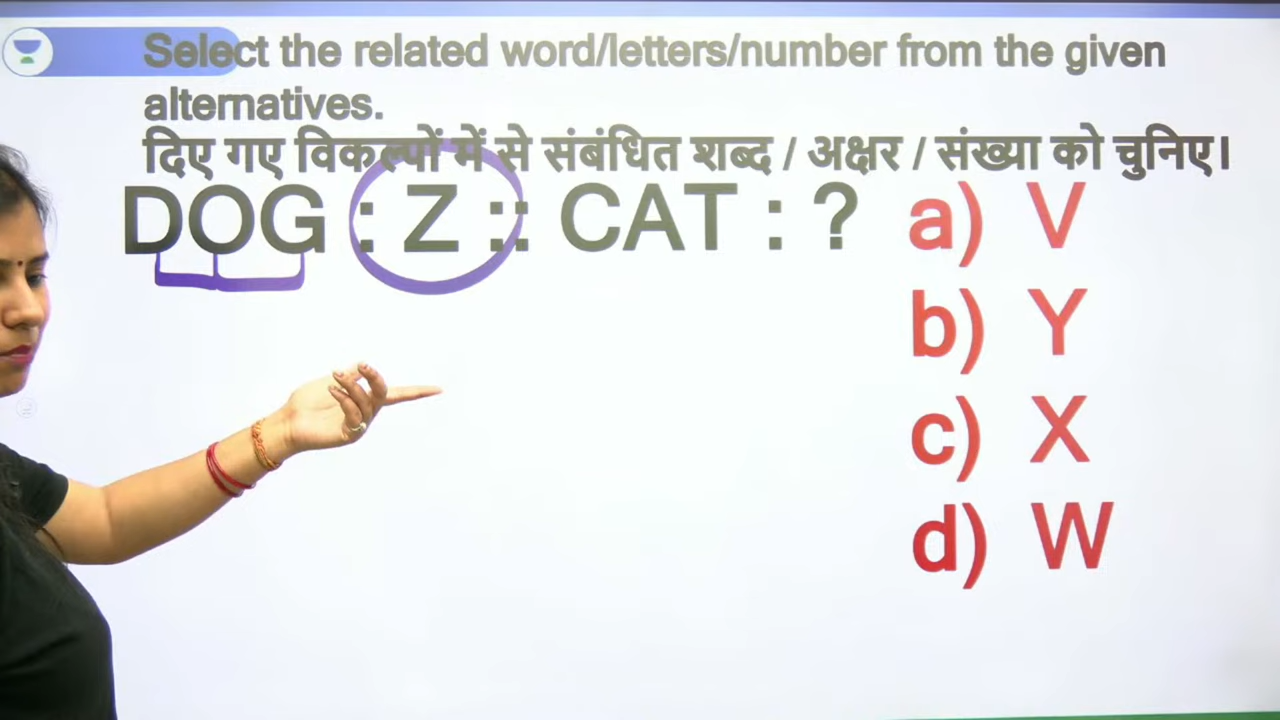 Select the related word/letters/number from the given
alternatives.
दिए गए विकल्पों में से संबंधित शब्द / अक्षर / संख्या को चुनिए।
DOG : Z :: CAT : ? a) V
b) Y
c) X
d) W